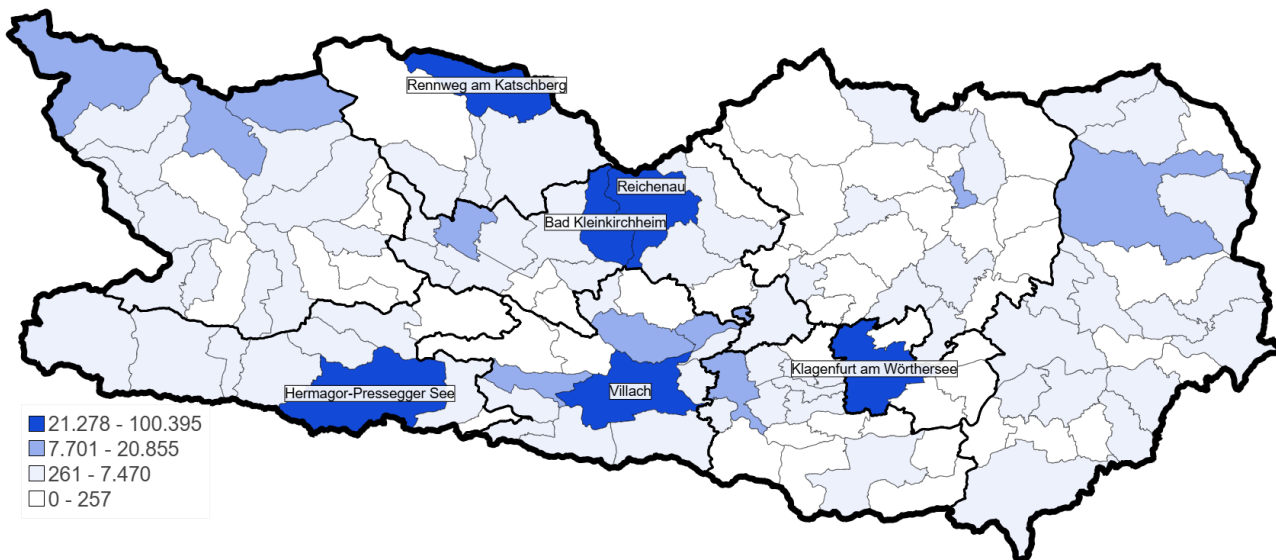 Rennweg am Katschberg
Reichenau
Bad Kleinkirchheim
Klagenfurt am Wörthersee
Hermagor-Pressegger See
Villach
21.278 - 100.395
7.701 - 20.855
261 - 7.470
0 - 257